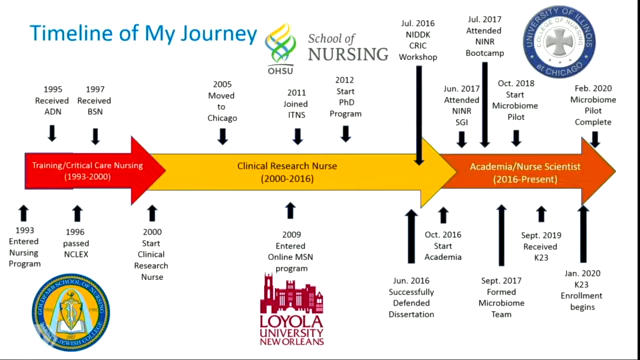 Timeline of My Journey
OHSU
School of
NURSING
UNIVERSITY OF ILLINOIS
COLLEGE OF NURSING
at CHICAGO
1995
Received
ADN
1997
Received
BSN
2005
Moved
to
Chicago
2011
Joined
ITNS
2012
Start
PhD
Program
Jul. 2016
NIDDK
CRIC
Workshop
Jun. 2017
Attended
NINR
SGI
Jul. 2017
Attended
NINR
Bootcamp
Oct. 2018
Start
Microbiome
Pilot
Feb. 2020
Microbiome
Pilot
Complete
Training/Critical Care Nursing
(1993-2000)
Clinical Research Nurse
(2000-2016)
Academia/Nurse Scientist
(2016-Present)
1993
Entered
Nursing
Program
1996
passed
NCLEX
2000
Start
Clinical
Research
Nurse
2009
Entered
Online MSN
program
Jun. 2016
Successfully
Defended
Dissertation
Oct. 2016
Start
Academia
Sept. 2017
Formed
Microbiome
Team
Sept. 2019
Received
K23
Jan. 2020
K23
Enrollment
begins
SCHOOL OF NURSING
JEWISH COLLEGE
LOYOLA
UNIVERSITY
NEW ORLEANS